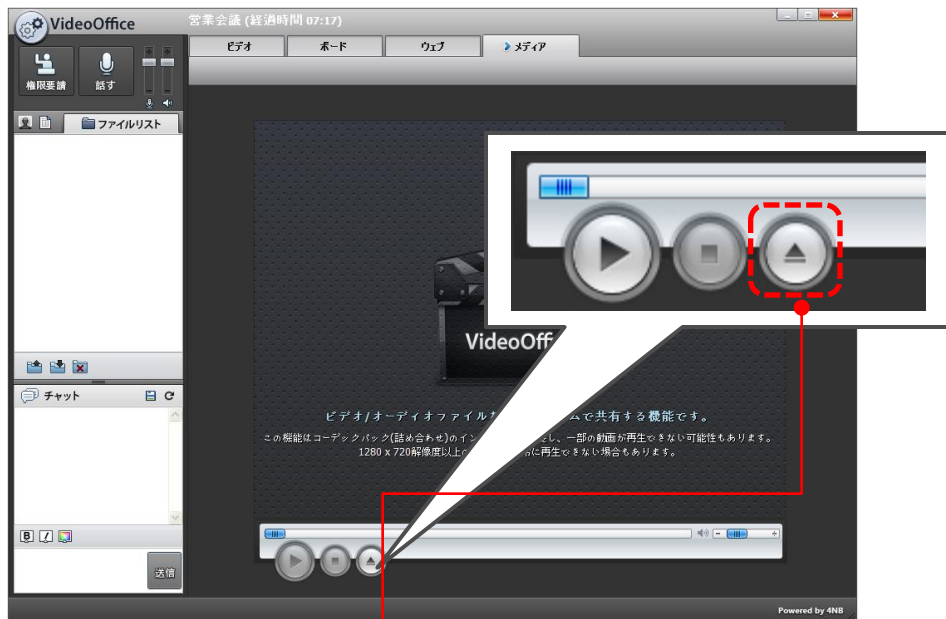 VideoOffice
営業会議 (経過時間 07:17)
ビデオ
ボード
ウェブ
メディア
権限要請
話す
ファイルリスト
VideoOff
ビデオ/オーディオファイル
ムで共有する機能です。
この機能はコーデックパック(詰め合わせ)のイン
し、一部の動画が再生できない可能性もあります。
1280 x 720解像度以上
に再生できない場合もあります。
チャット
B
送信
Powered by 4NB